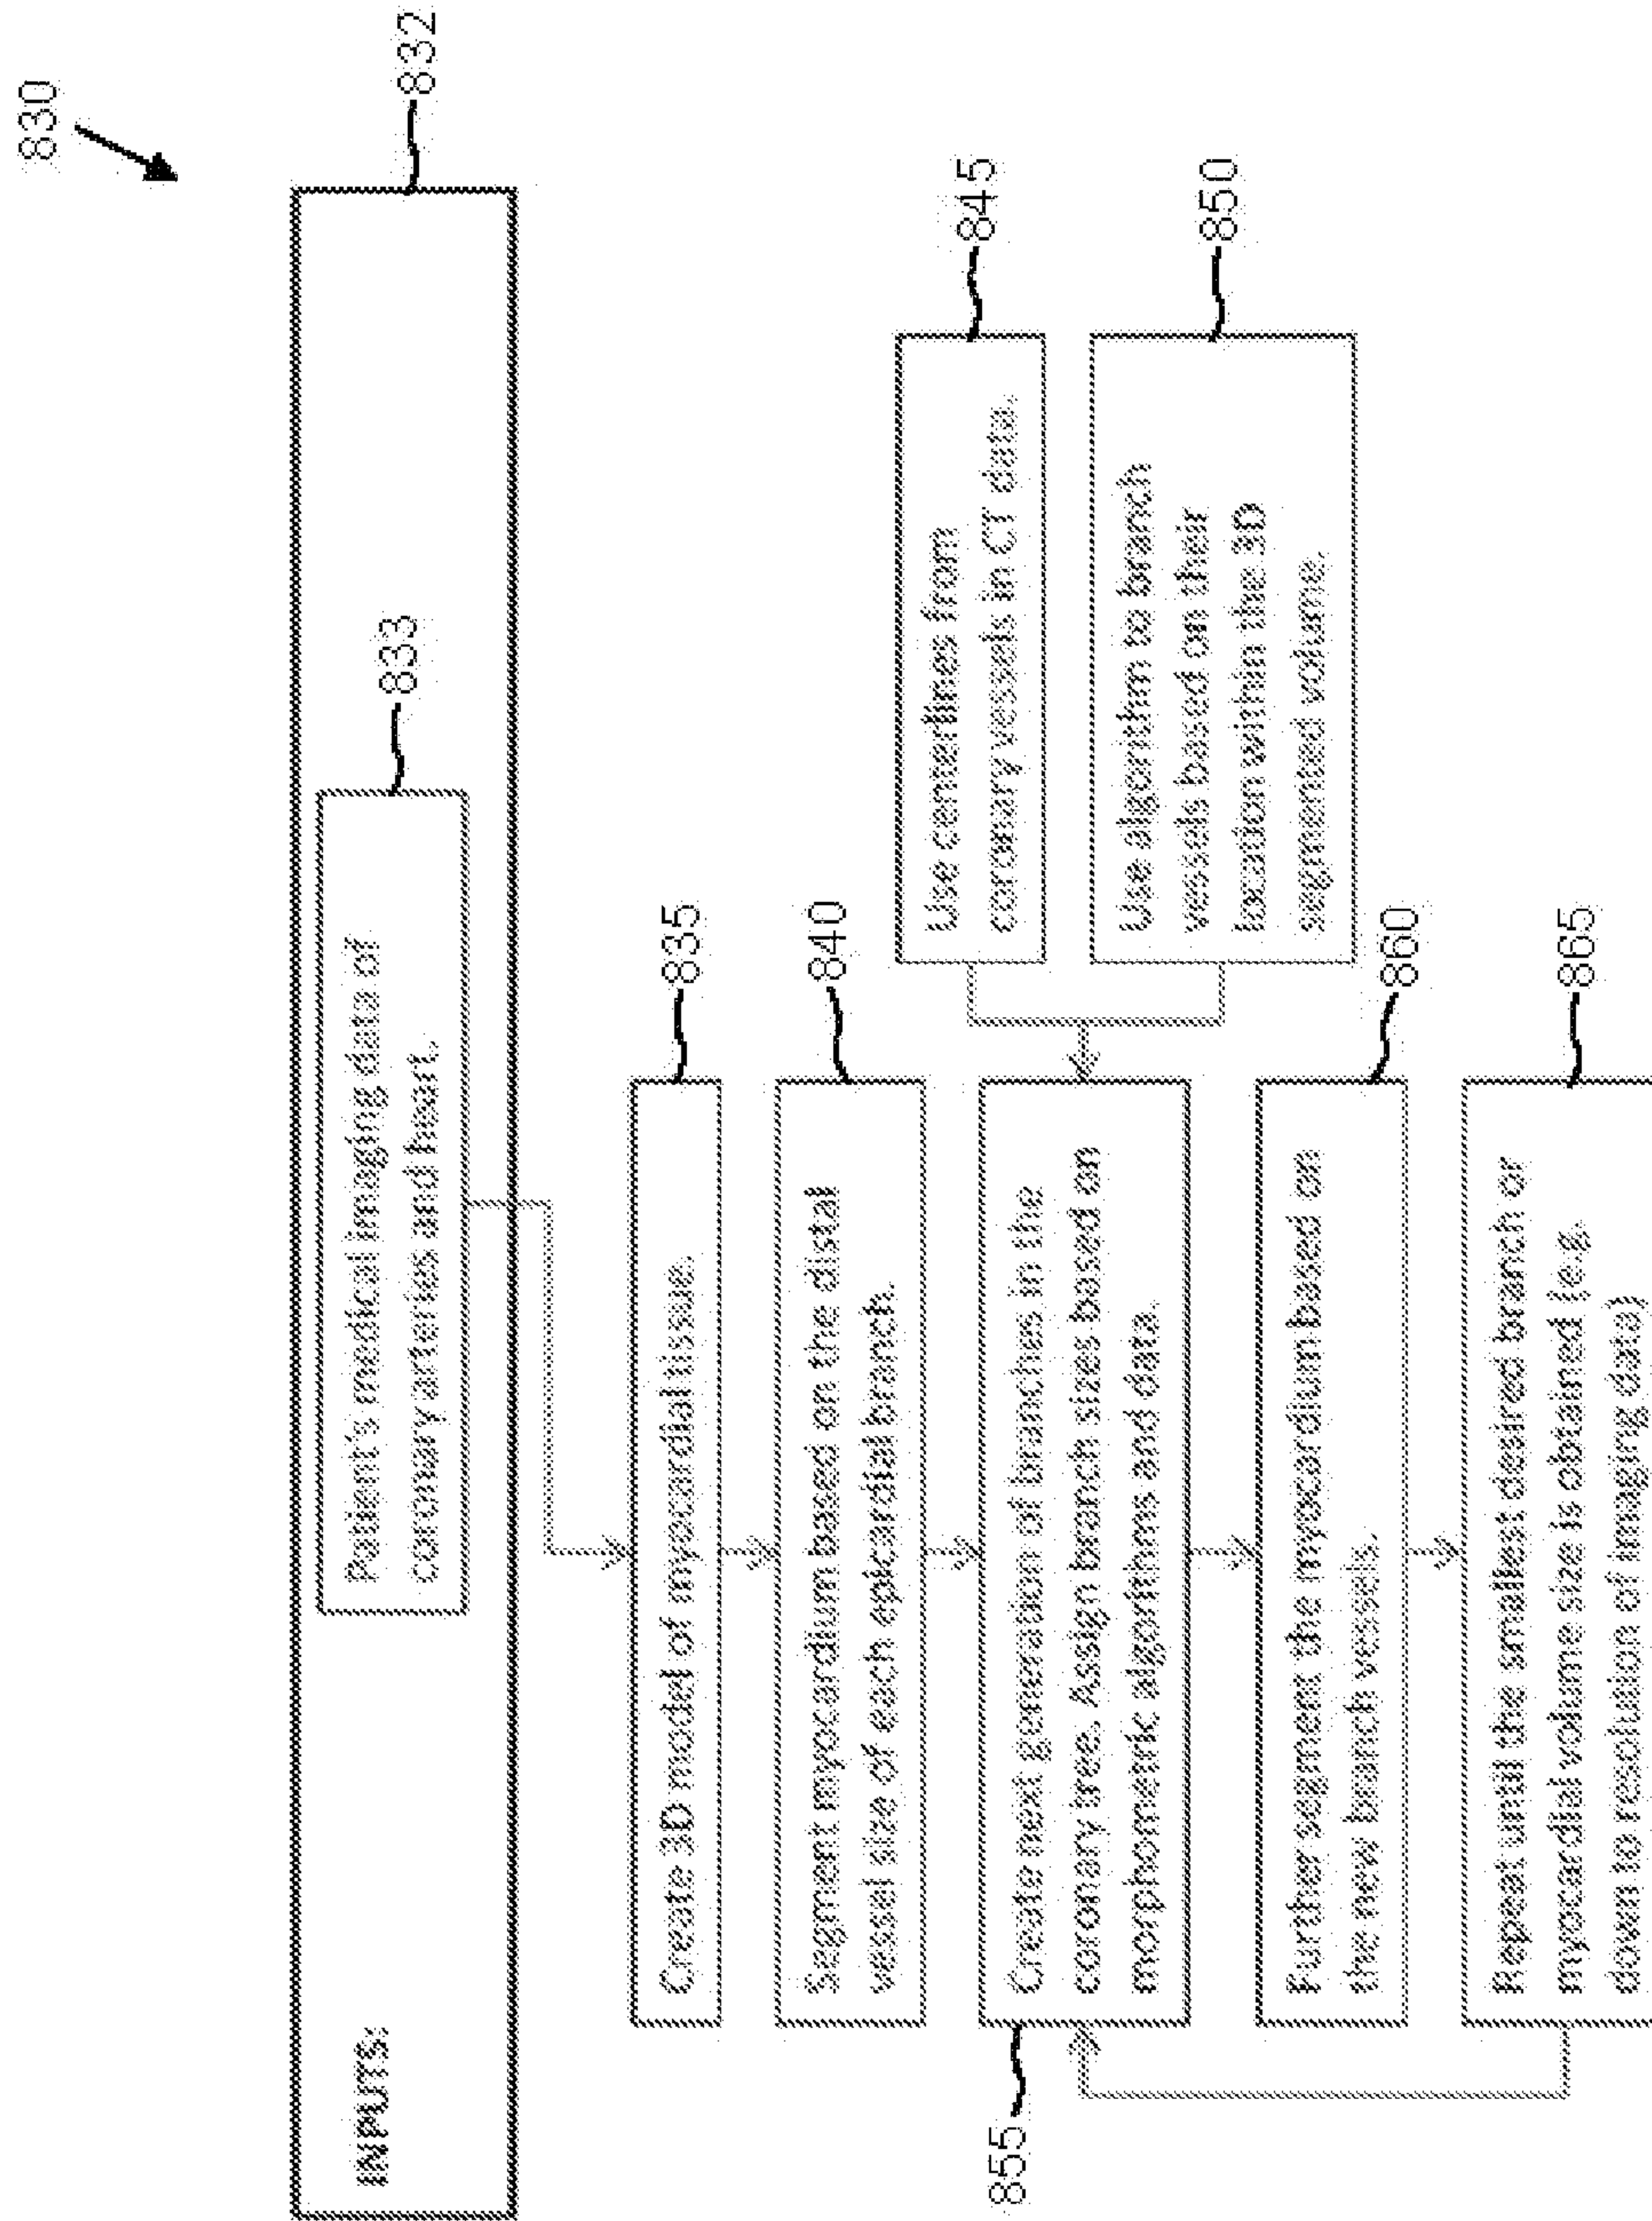 830
832
INPUTS:
833
Patient's medical imaging data of
coronary arteries and heart.
835
Create 3D model of myocardial tissue.
840
Segment myocardium based on the distal
vessel size of each epicardial branch.
845
Use centerlines from
coronary vessels in CT data.
850
Use algorithm to branch
vessels based on their
location within the 3D
segmented volume.
855
Create next generation of branches in the
coronary tree. Assign branch sizes based on
morphometric algorithms and data.
860
Further segment the myocardium based on
the new branch vessels.
865
Repeat until the smallest desired branch or
myocardial volume size is obtained (e.g.
down to resolution of imaging data)